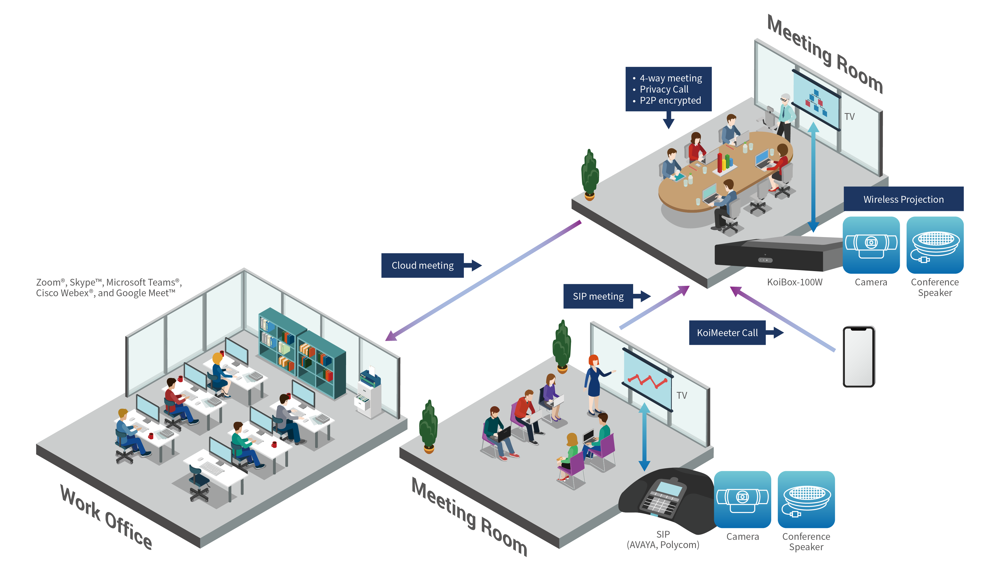 Meeting Room
• 4-way meeting
• Privacy Call
• P2P encrypted
TV
Wireless Projection
Cloud meeting
KoiBox-100W
Camera
Conference
Speaker
Zoom®, Skype™, Microsoft Teams®,
Cisco Webex®, and Google Meet™
SIP meeting
KoiMeeter Call
TV
Work Office
Meeting Room
SIP
(AVAYA, Polycom)
Camera
Conference
Speaker